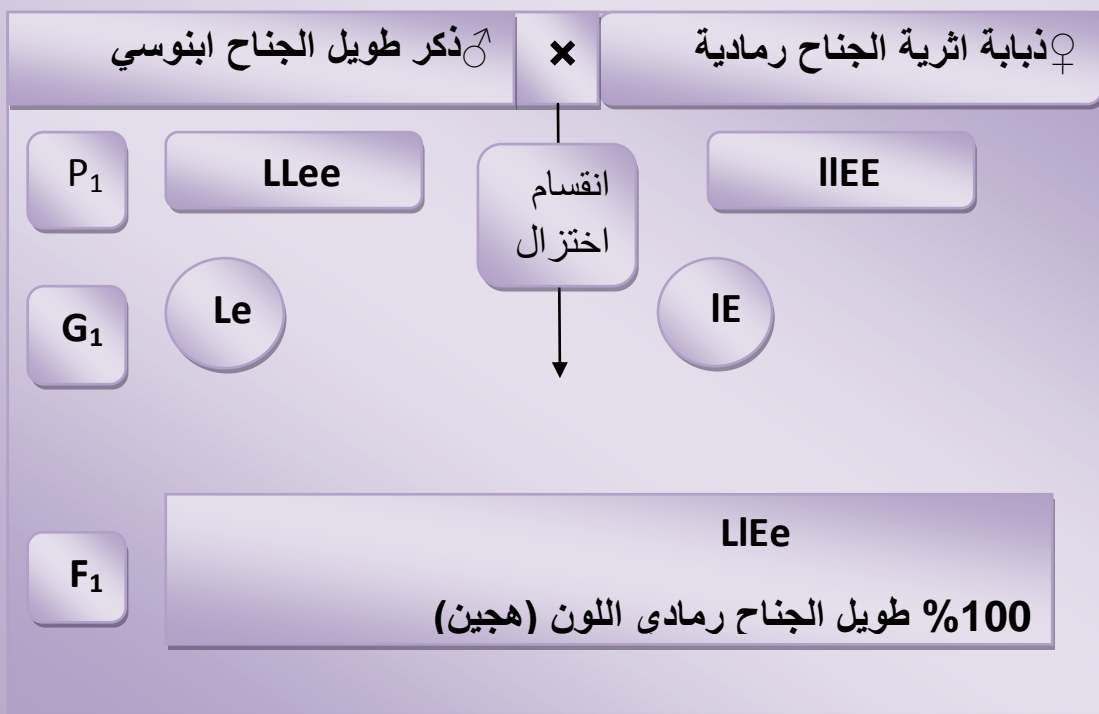 ♀ذبابة اثرية الجناح رمادية
×
♂ذكر طويل الجناح ابنوسي
P₁
LLee
انقسام
اختزال
llEE
G₁
Le
lE
F₁
LlEe
100% طويل الجناح رمادي اللون (هجين)